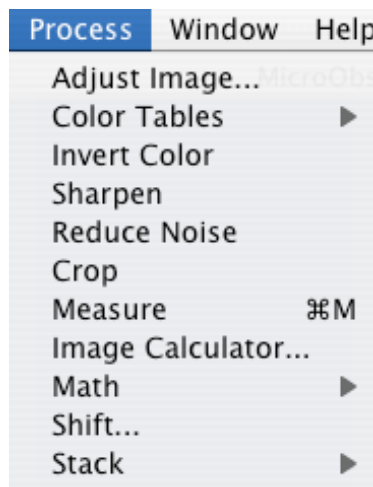 Process Window Help
Adjust Image...MicroObs
Color Tables ▶
Invert Color
Sharpen
Reduce Noise
Crop
Measure ⌘M
Image Calculator...
Math ▶
Shift...
Stack ▶